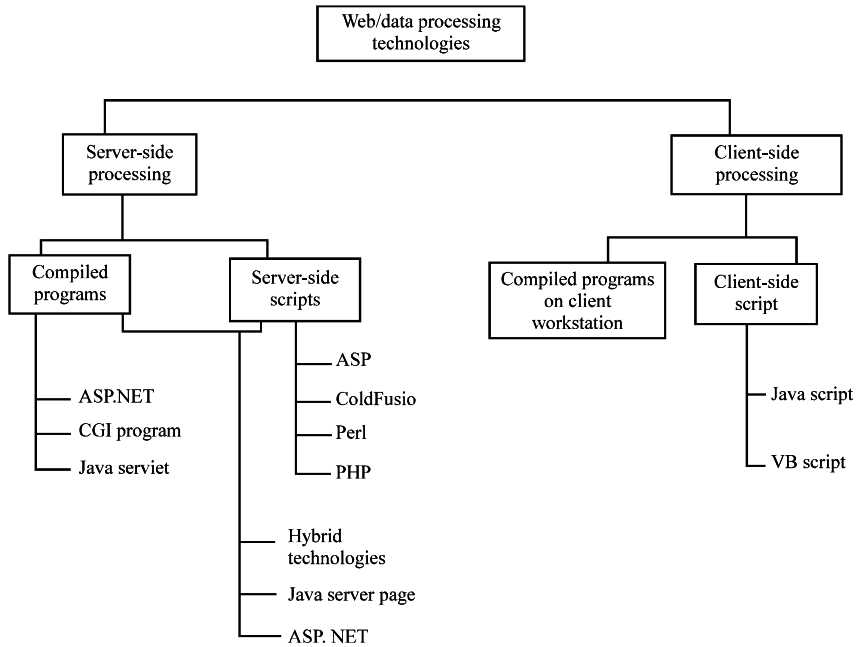 Web/data processing
technologies
Server-side
processing
Client-side
processing
Compiled
programs
Server-side
scripts
Compiled programs
on client
workstation
Client-side
script
ASP.NET
CGI program
Java serviet
ASP
ColdFusio
Perl
PHP
Java script
VB script
Hybrid
technologies
Java server page
ASP. NET